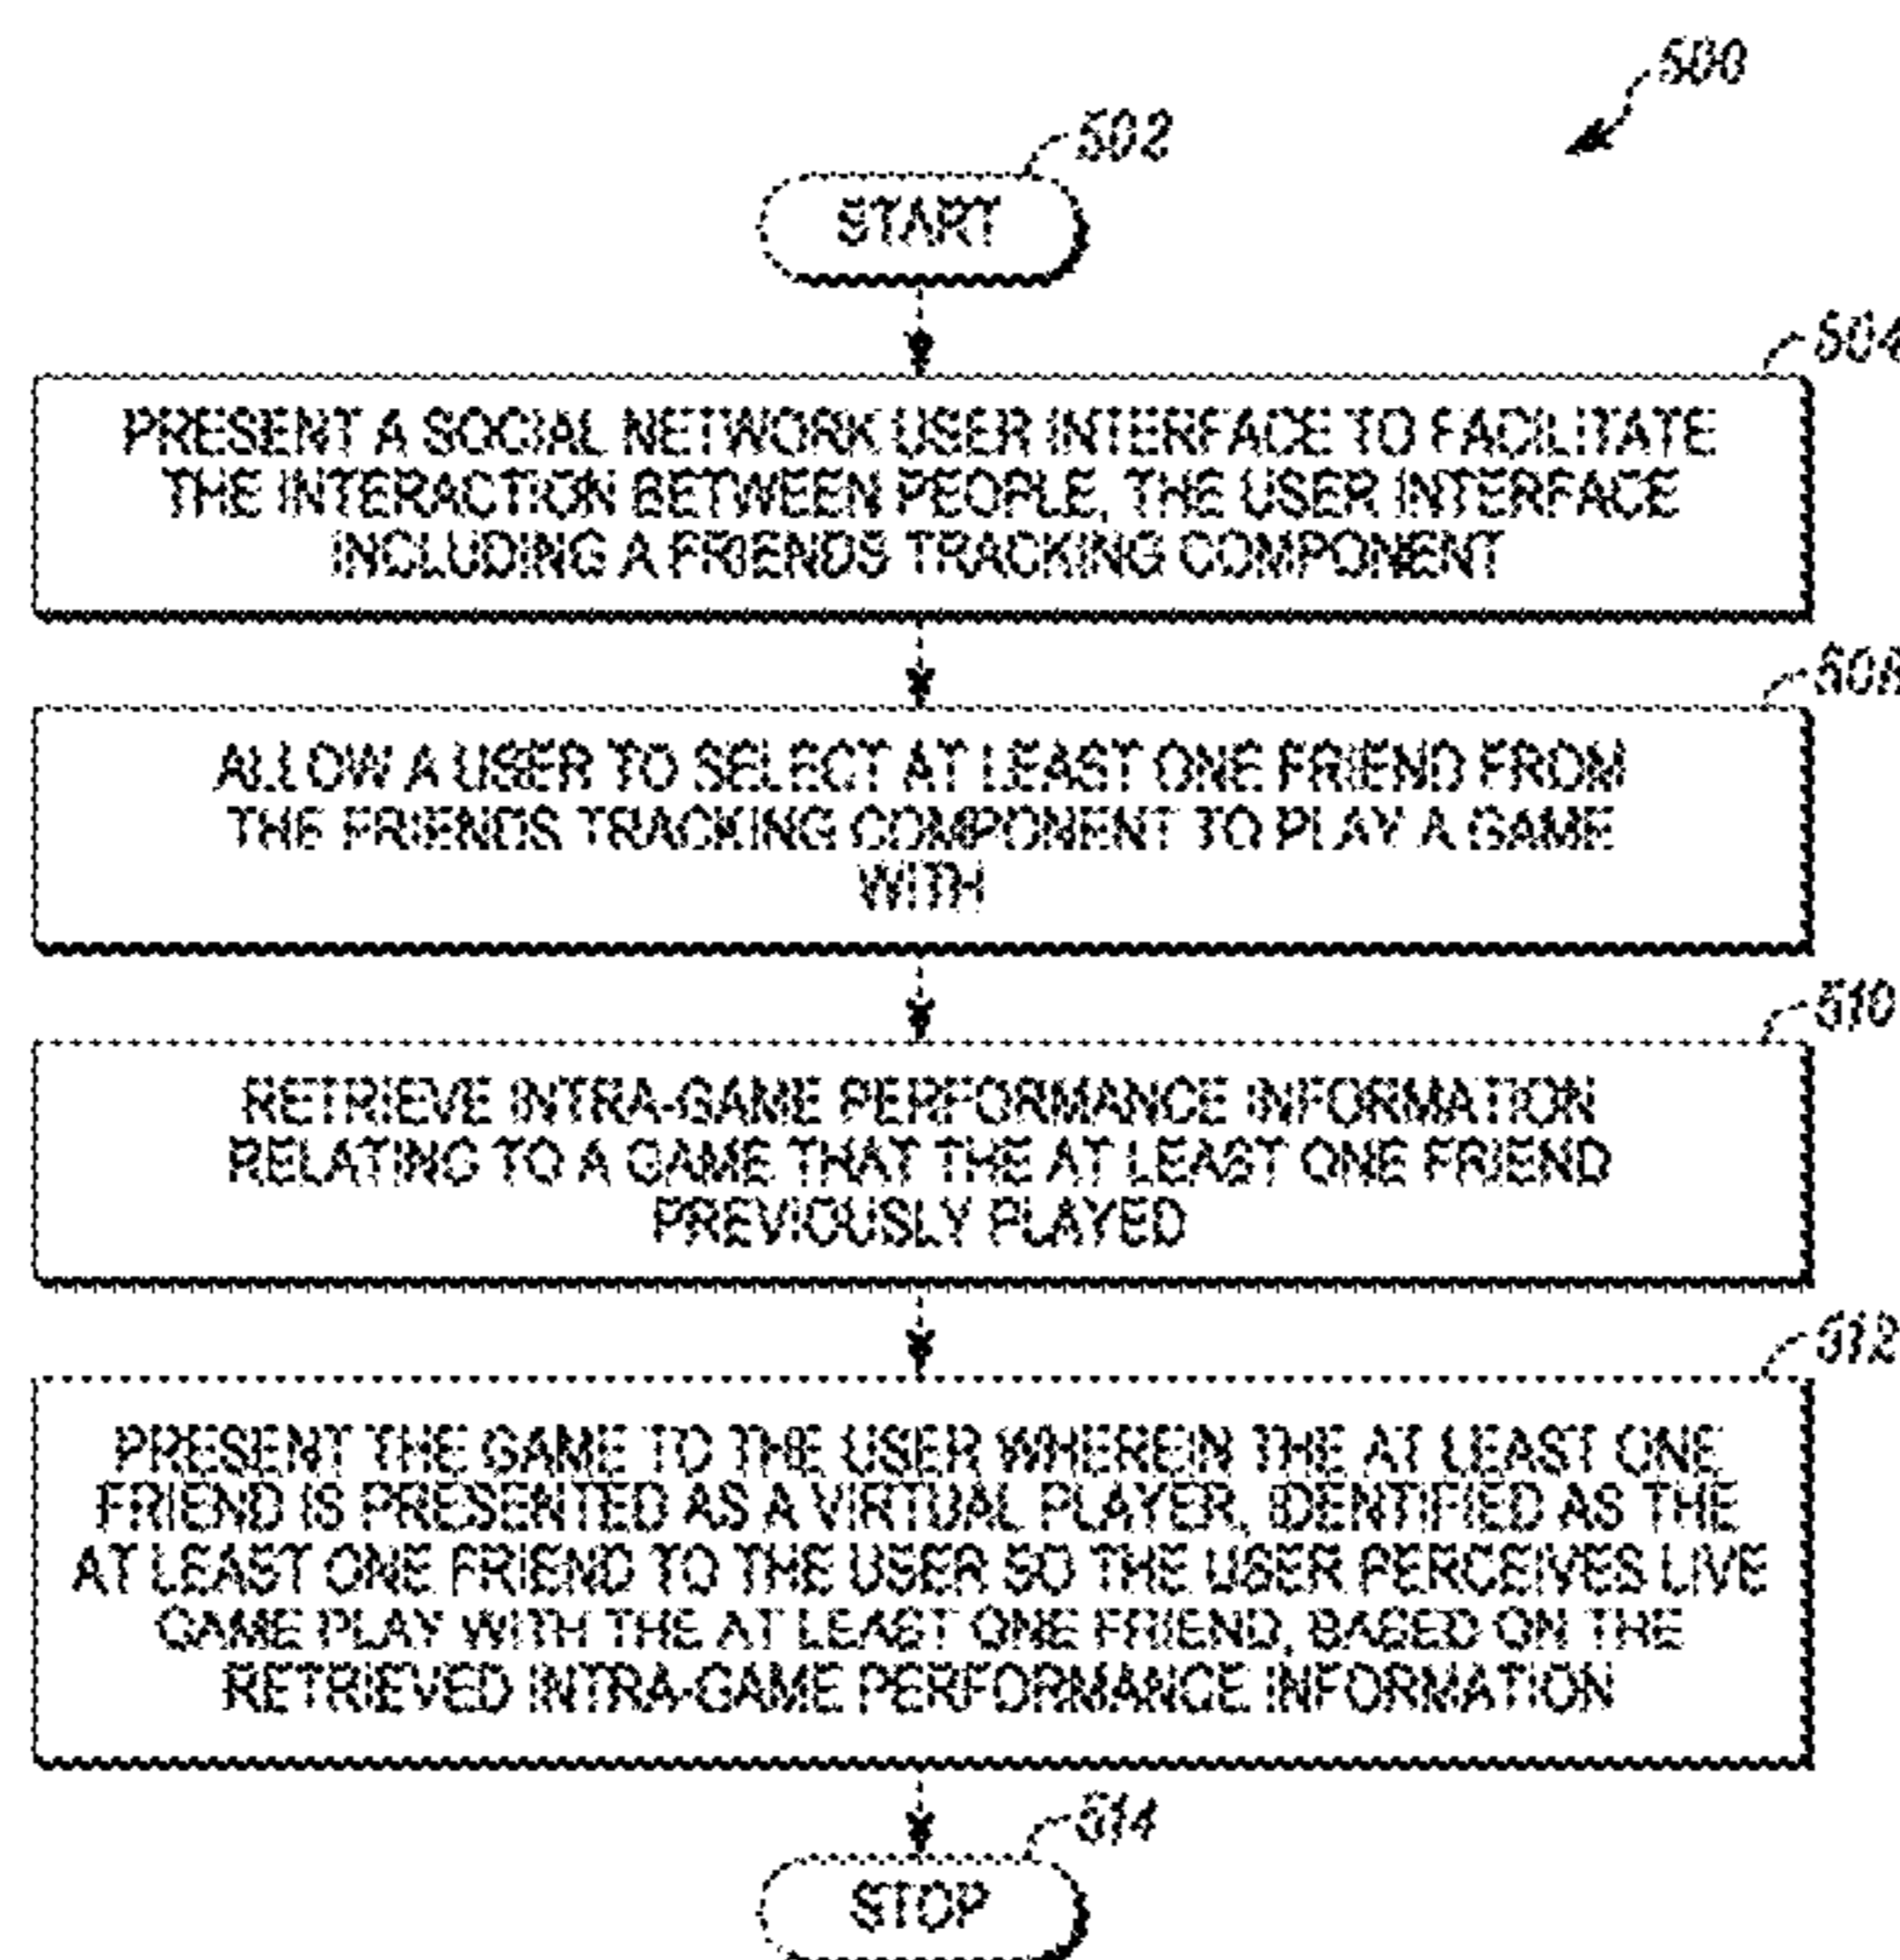 500
502
START
504
PRESENT A SOCIAL NETWORK USER INTERFACE TO FACILITATE
THE INTERACTION BETWEEN PEOPLE, THE USER INTERFACE
INCLUDING A FRIENDS TRACKING COMPONENT
508
ALLOW A USER TO SELECT AT LEAST ONE FRIEND FROM
THE FRIENDS TRACKING COMPONENT TO PLAY A GAME
WITH
510
RETRIEVE INTRA-GAME PERFORMANCE INFORMATION
RELATING TO A GAME THAT THE AT LEAST ONE FRIEND
PREVIOUSLY PLAYED
512
PRESENT THE GAME TO THE USER WHEREIN THE AT LEAST ONE
FRIEND IS PRESENTED AS A VIRTUAL PLAYER, IDENTIFIED AS THE
AT LEAST ONE FRIEND TO THE USER SO THE USER PERCEIVES LIVE
GAME PLAY WITH THE AT LEAST ONE FRIEND, BASED ON THE
RETRIEVED INTRA-GAME PERFORMANCE INFORMATION
514
STOP